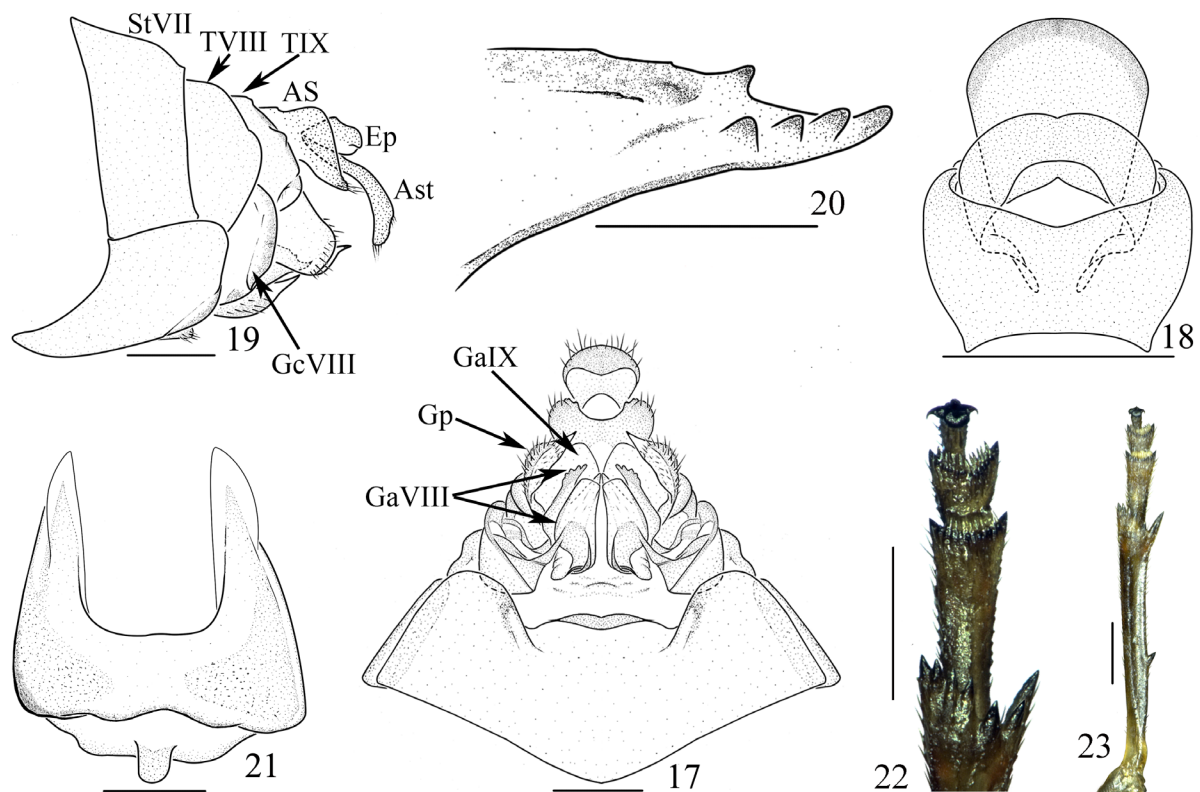 StVII
TVIII
TIX
AS
Ep
Ast
GcVIII
19
20
18
GaIX
Gp
GaVIII
21
17
22
23